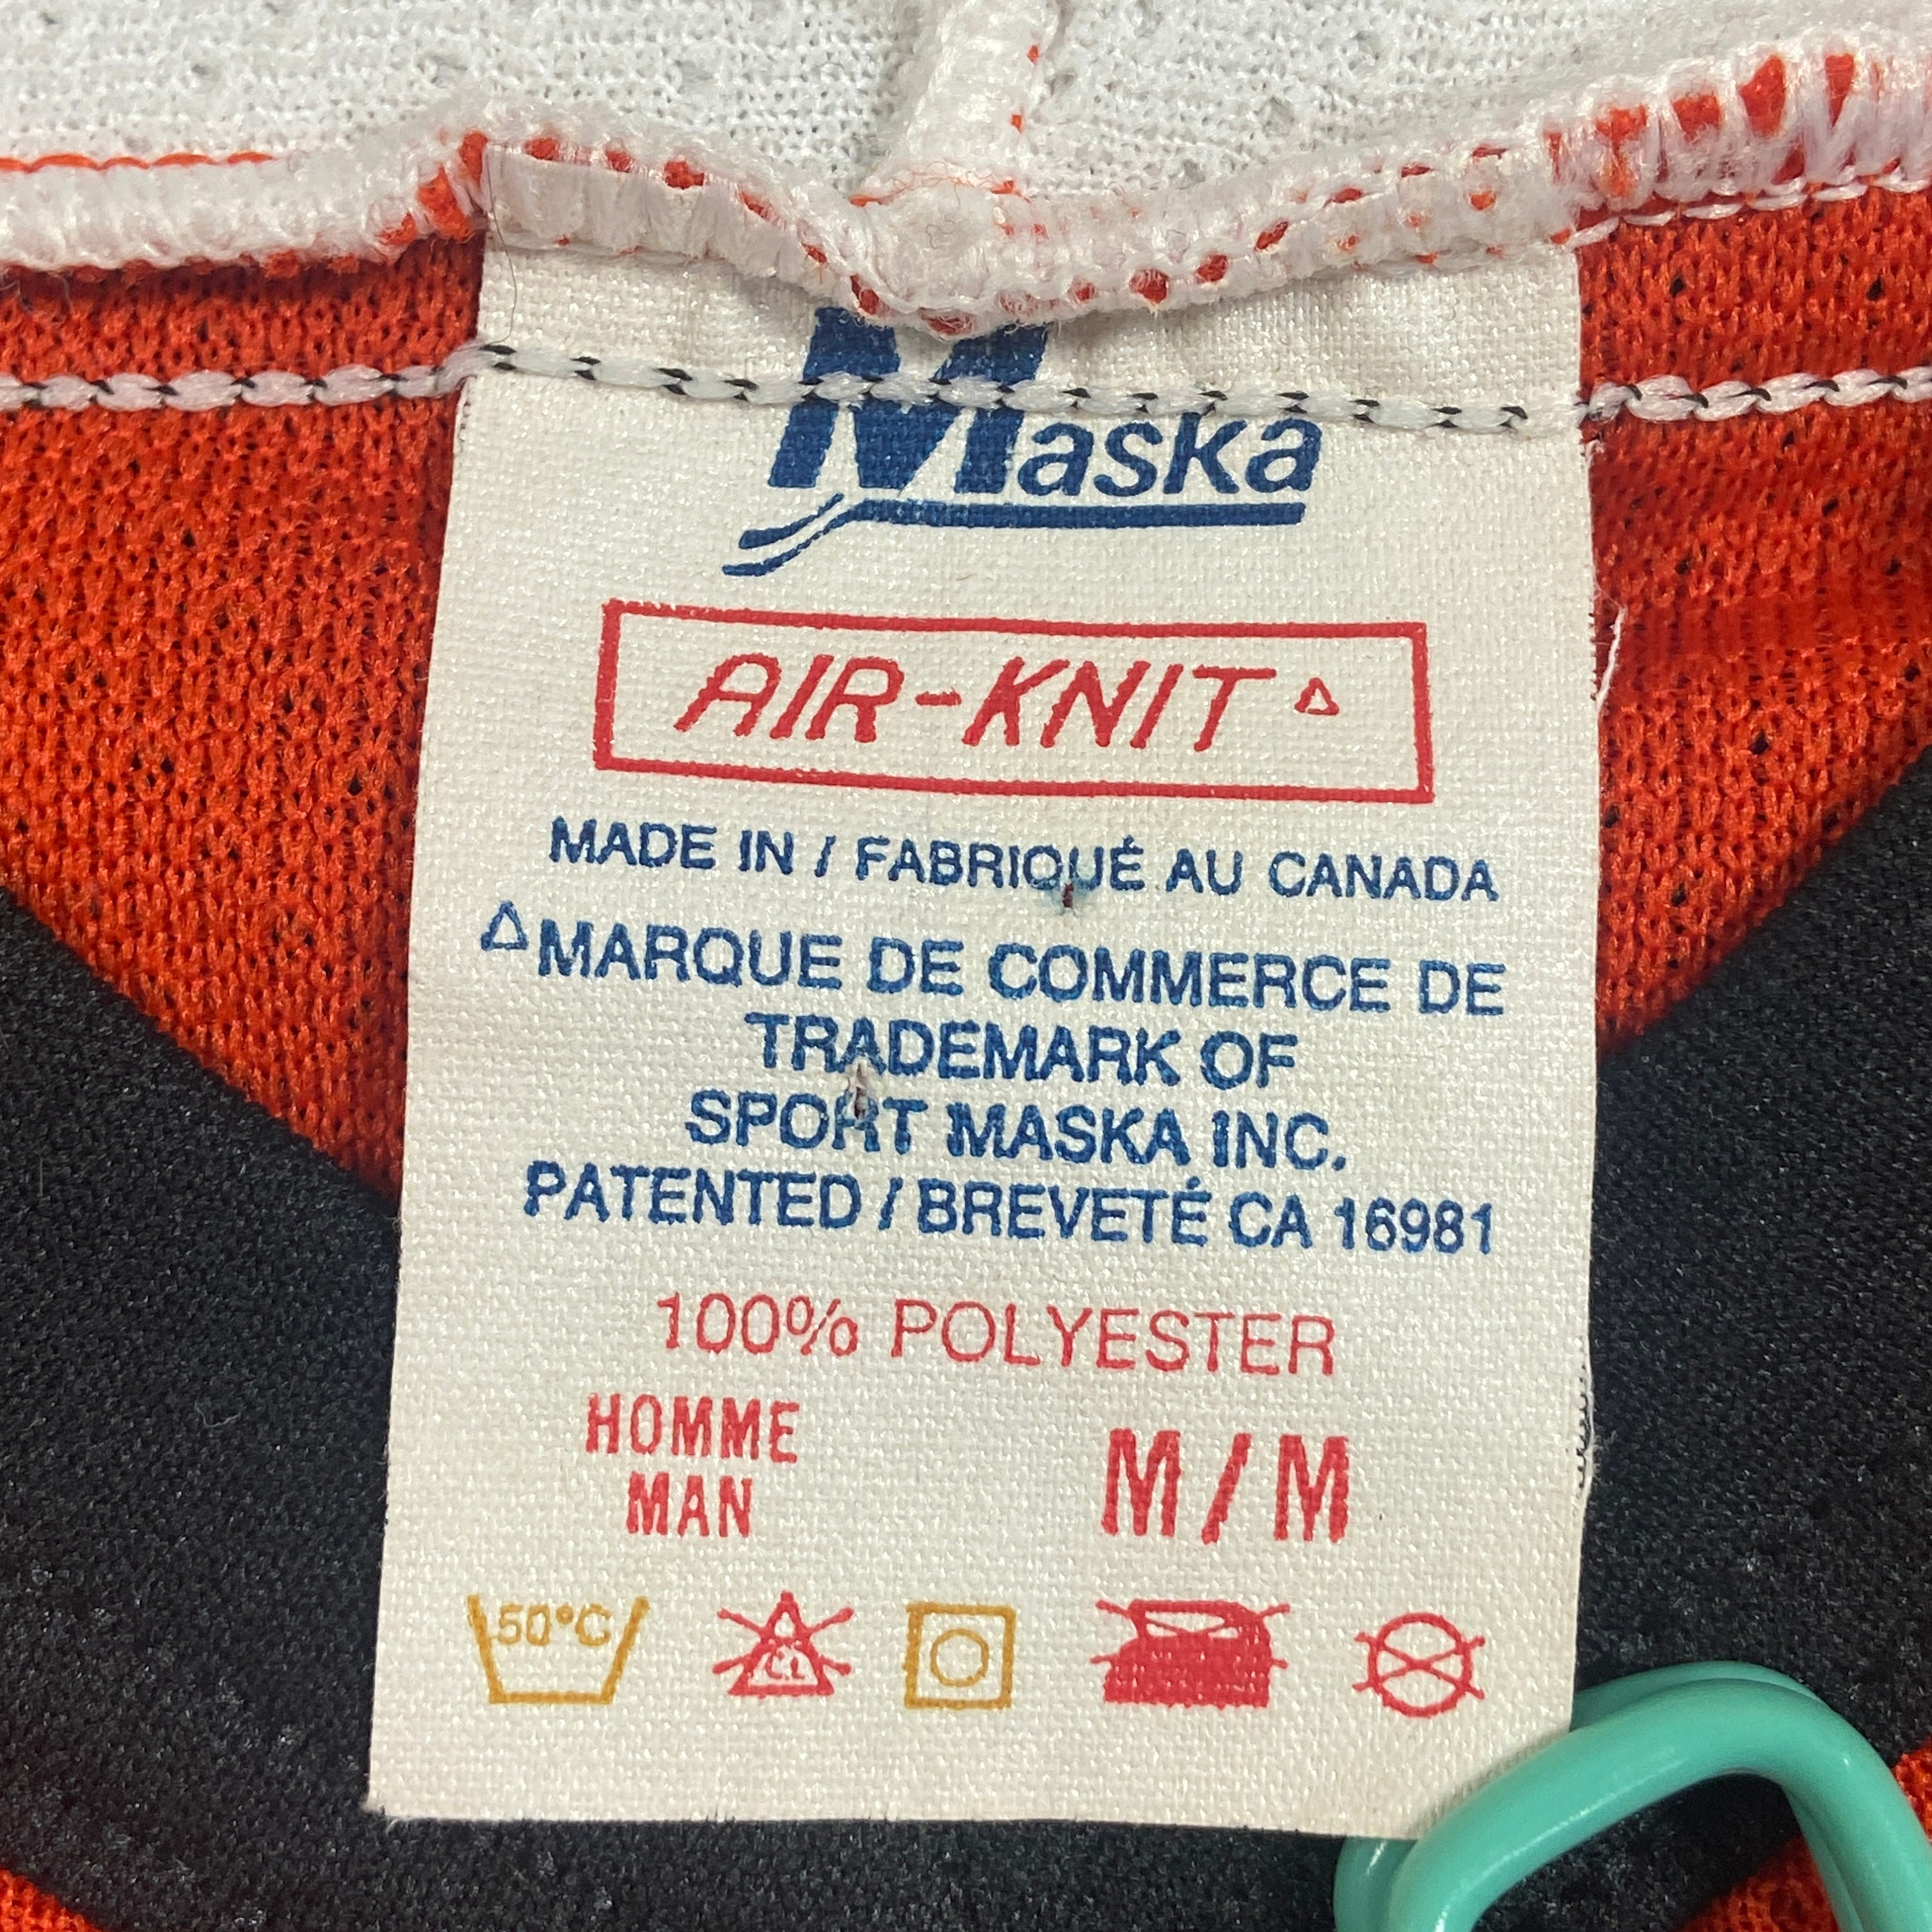 Maska
AIR-KNIT △
MADE IN / FABRIQUÉ AU CANADA
△MARQUE DE COMMERCE DE
TRADEMARK OF
SPORT MASKA INC.
PATENTED / BREVETÉ CA 16981
100% POLYESTER
HOMME
MAN
M / M
50°C
CL